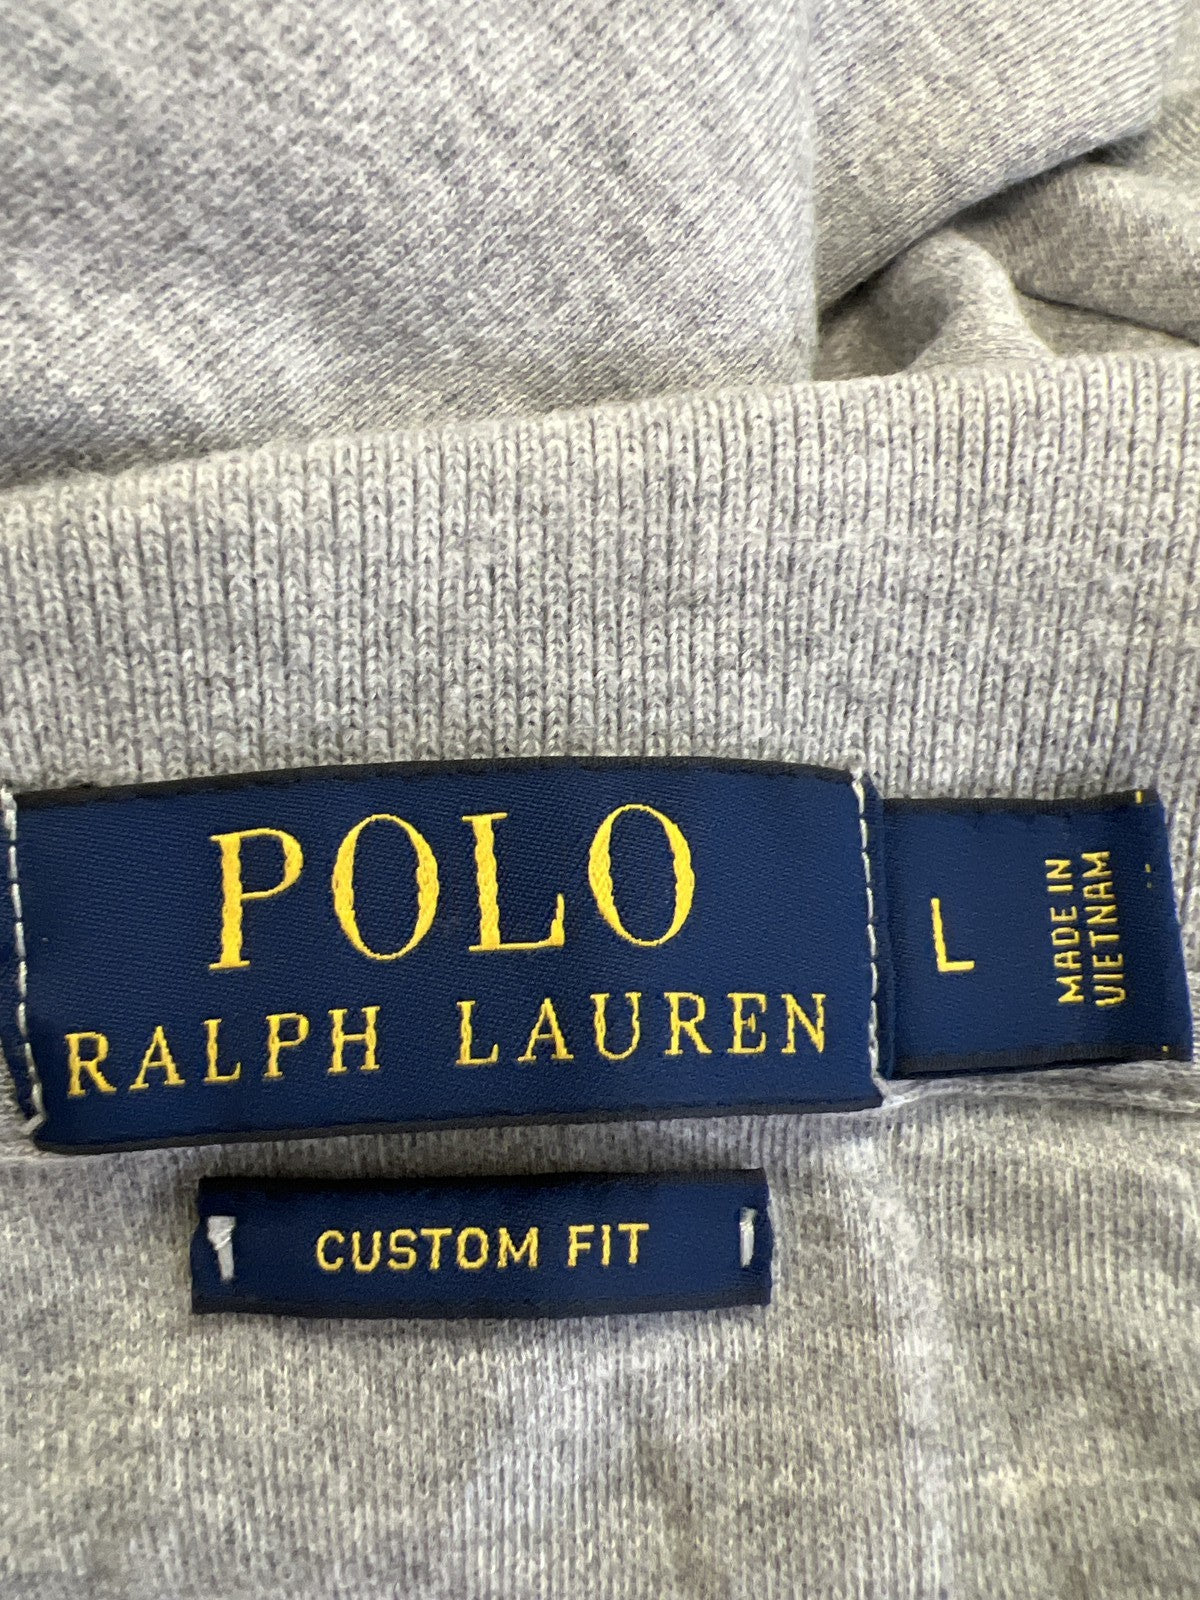 POLO
RALPH LAUREN
L
MADE IN
VIETNAM
CUSTOM FIT